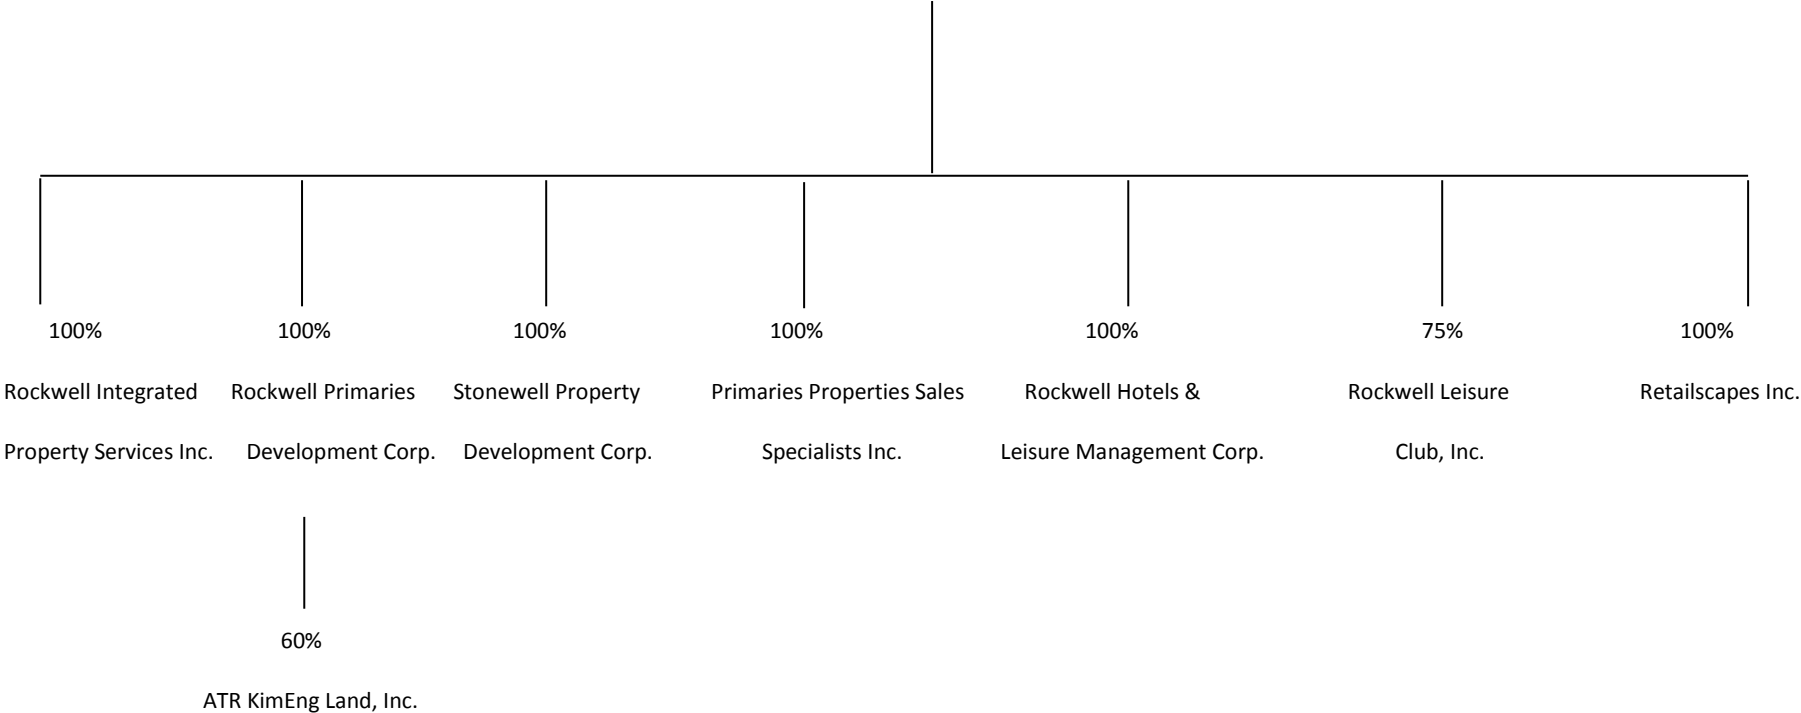 100% 100% 100% 100% 100% 75% 100%
Rockwell Integrated Rockwell Primaries Stonewell Property Primaries Properties Sales Rockwell Hotels & Rockwell Leisure Retailscapes Inc.
Property Services Inc. Development Corp. Development Corp. Specialists Inc. Leisure Management Corp. Club, Inc.
60%
ATR KimEng Land, Inc.